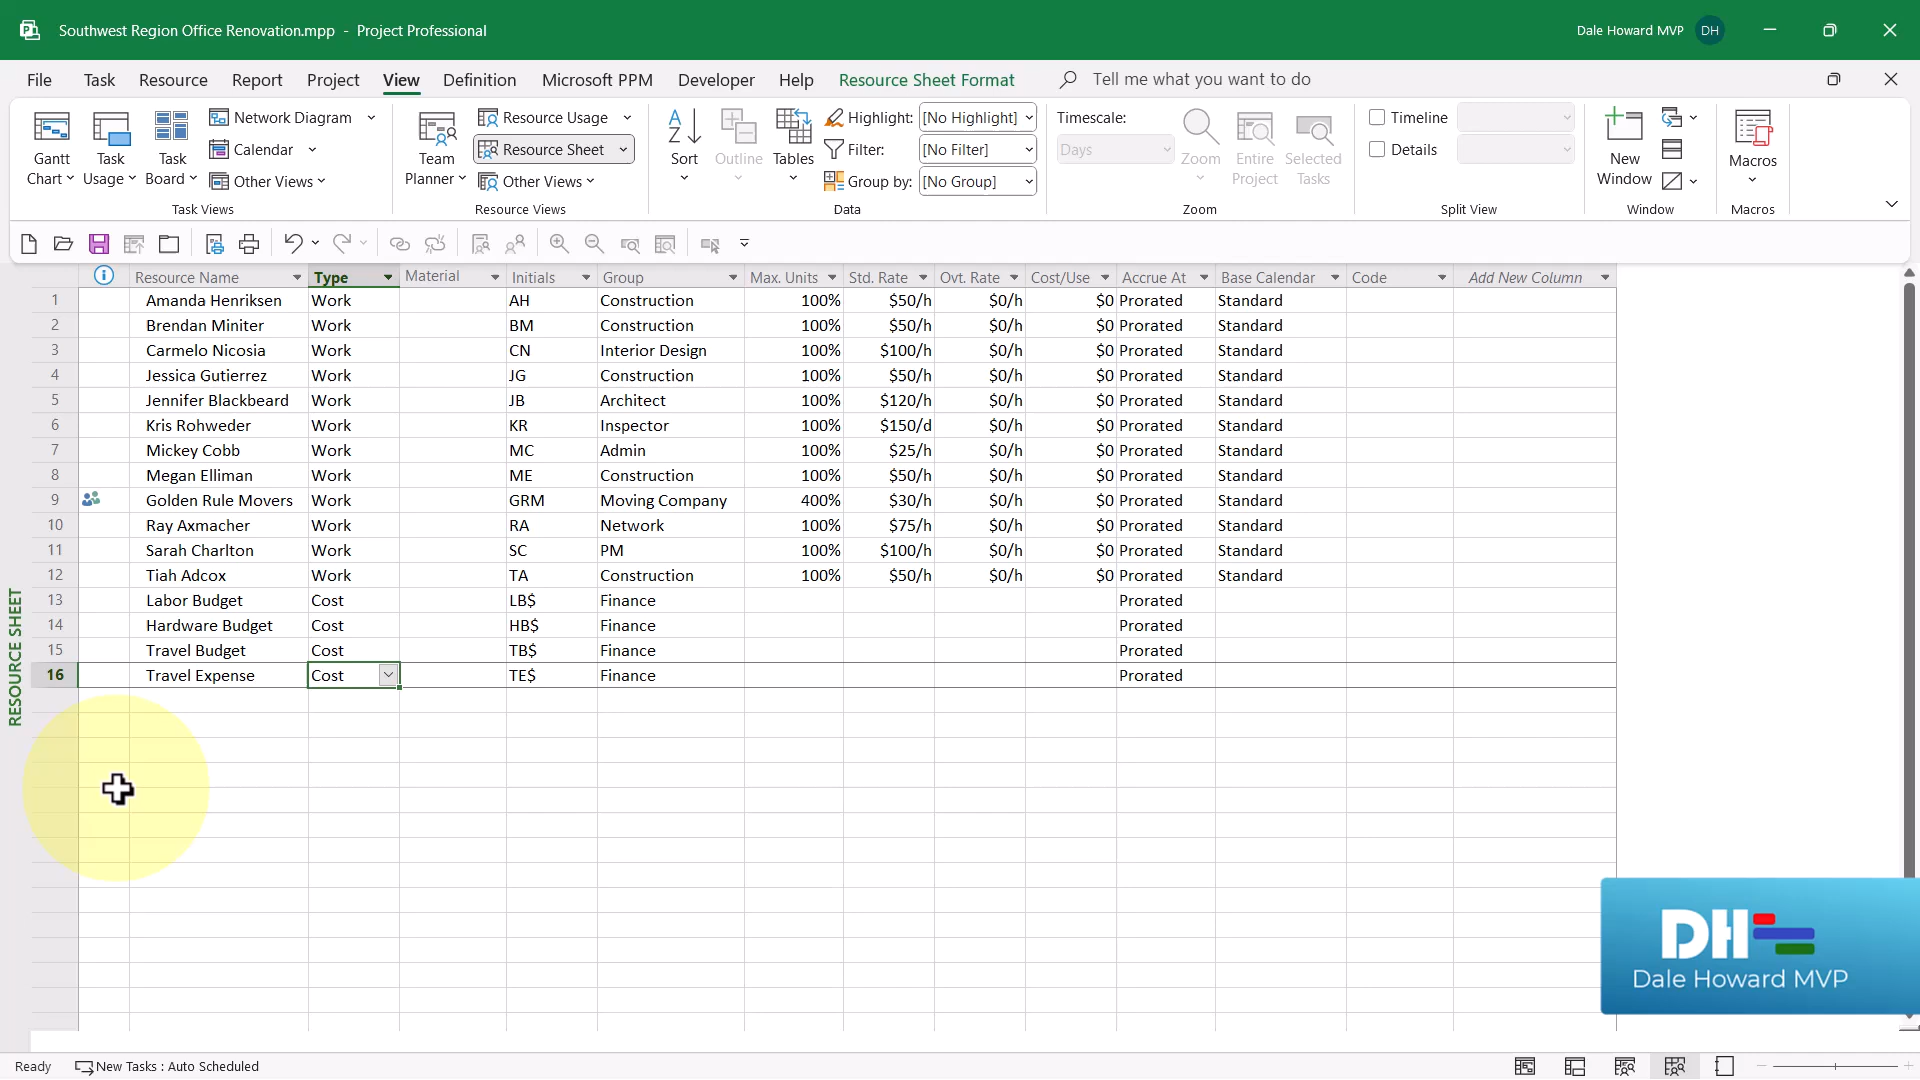 Southwest Region Office Renovation.mpp - Project Professional
Dale Howard MVP DH
File Task Resource Report Project View Definition Microsoft PPM Developer Help Resource Sheet Format Tell me what you want to do
Gantt Chart
Task Usage
Task Board
Network Diagram
Calendar
Other Views
Task Views
Team Planner
Resource Usage
Resource Sheet
Other Views
Resource Views
Sort
Outline
Tables
Highlight: [No Highlight]
Filter: [No Filter]
Group by: [No Group]
Data
Timescale:
Days
Zoom
Entire Project
Selected Tasks
Zoom
Timeline
Details
Split View
New Window
Window
Macros
Macros
Resource Name Type Material Initials Group Max. Units Std. Rate Ovt. Rate Cost/Use Accrue At Base Calendar Code Add New Column
1 Amanda Henriksen Work AH Construction 100% $50/h $0/h $0 Prorated Standard
2 Brendan Miniter Work BM Construction 100% $50/h $0/h $0 Prorated Standard
3 Carmelo Nicosia Work CN Interior Design 100% $100/h $0/h $0 Prorated Standard
4 Jessica Gutierrez Work JG Construction 100% $50/h $0/h $0 Prorated Standard
5 Jennifer Blackbeard Work JB Architect 100% $120/h $0/h $0 Prorated Standard
6 Kris Rohweder Work KR Inspector 100% $150/d $0/h $0 Prorated Standard
7 Mickey Cobb Work MC Admin 100% $25/h $0/h $0 Prorated Standard
8 Megan Elliman Work ME Construction 100% $50/h $0/h $0 Prorated Standard
9 Golden Rule Movers Work GRM Moving Company 400% $30/h $0/h $0 Prorated Standard
10 Ray Axmacher Work RA Network 100% $75/h $0/h $0 Prorated Standard
11 Sarah Charlton Work SC PM 100% $100/h $0/h $0 Prorated Standard
12 Tiah Adcox Work TA Construction 100% $50/h $0/h $0 Prorated Standard
13 Labor Budget Cost LB$ Finance Prorated
14 Hardware Budget Cost HB$ Finance Prorated
15 Travel Budget Cost TB$ Finance Prorated
16 Travel Expense Cost TE$ Finance Prorated
RESOURCE SHEET
DH
Dale Howard MVP
Ready New Tasks : Auto Scheduled